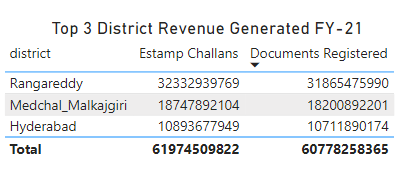 Top 3 District Revenue Generated FY-21
district Estamp Challans Documents Registered
Rangareddy 32332939769 31865475990
Medchal_Malkajgiri 18747892104 18200892201
Hyderabad 10893677949 10711890174
Total 61974509822 60778258365